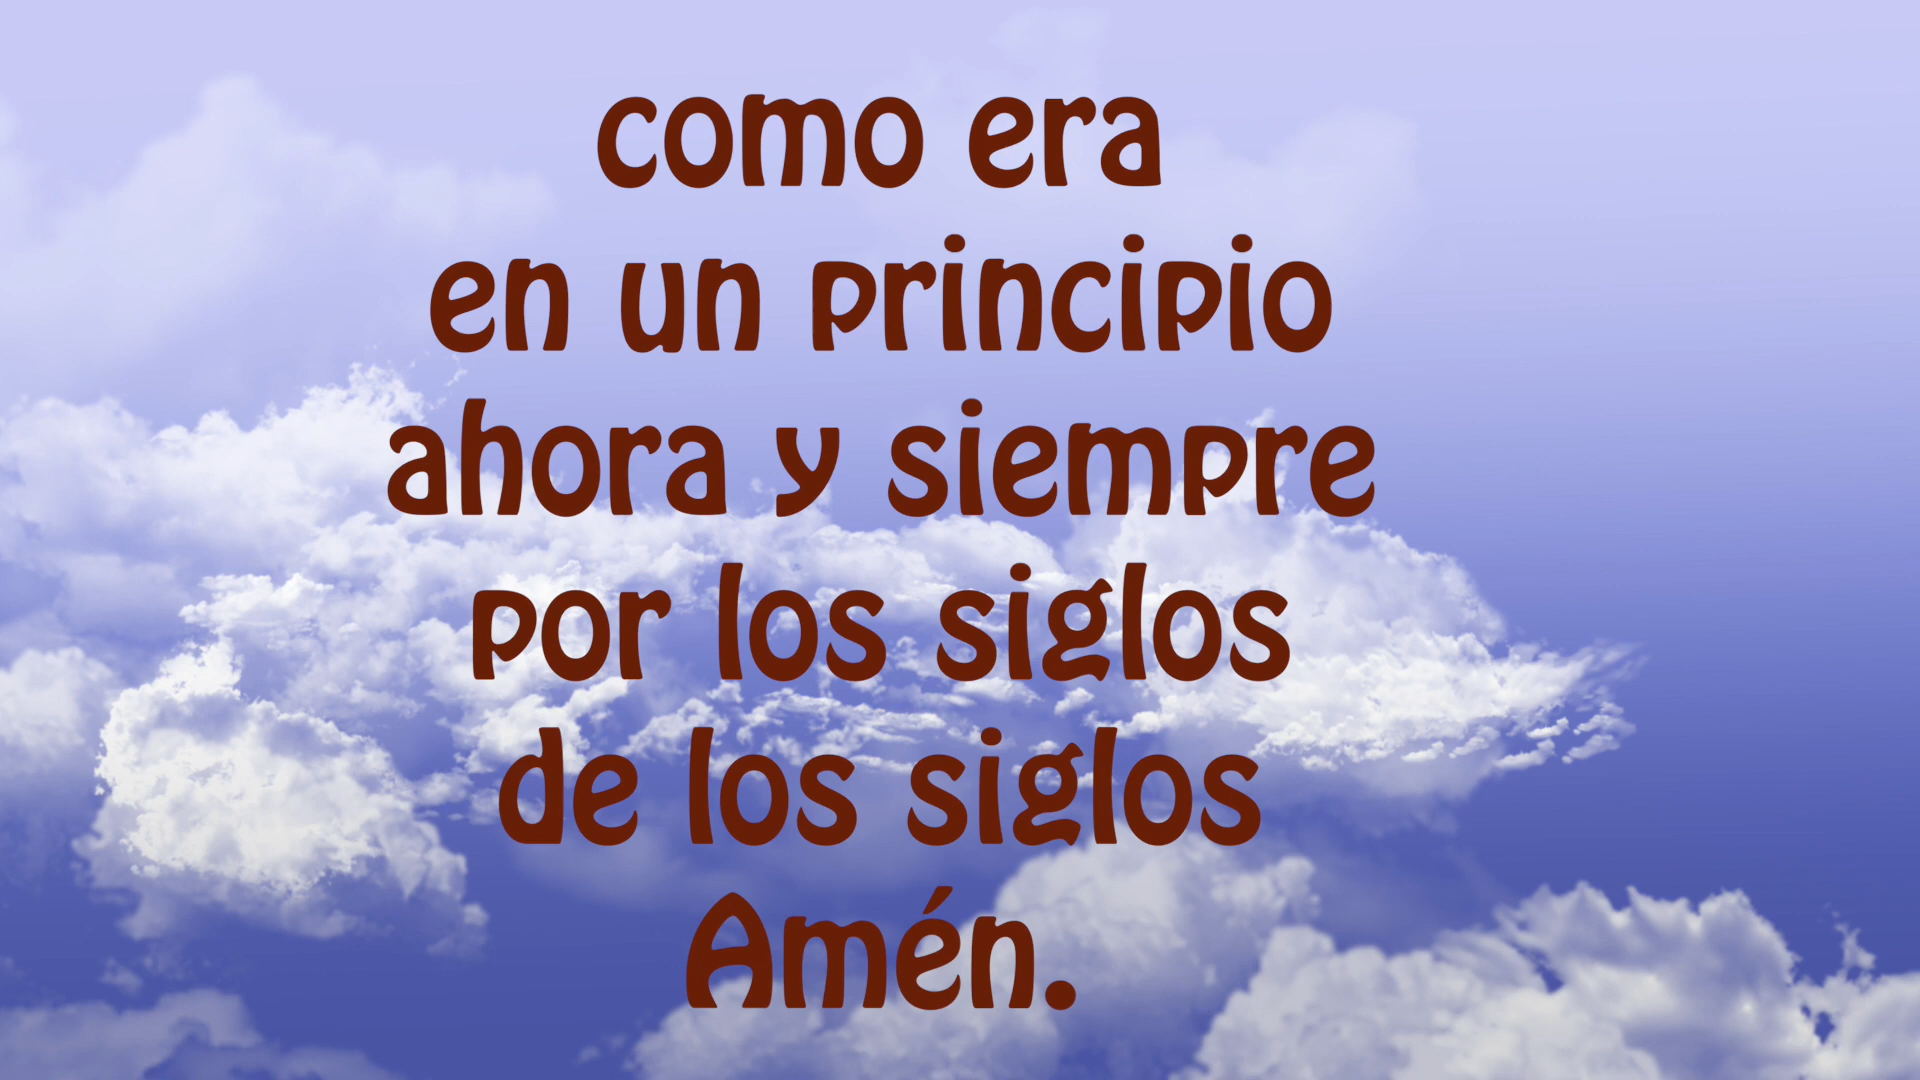 como era
en un principio
ahora y siempre
por los siglos
de los siglos
Amén.